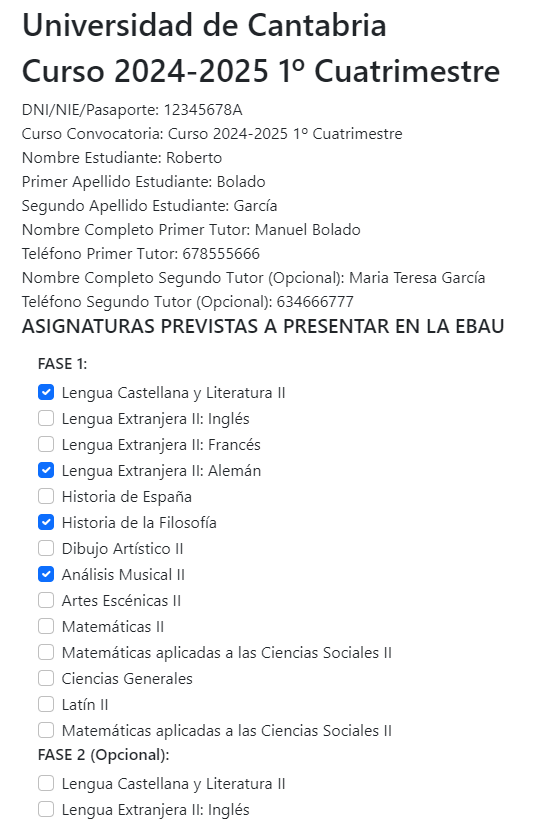 Universidad de Cantabria
Curso 2024-2025 1º Cuatrimestre
DNI/NIE/Pasaporte: 12345678A
Curso Convocatoria: Curso 2024-2025 1º Cuatrimestre
Nombre Estudiante: Roberto
Primer Apellido Estudiante: Bolado
Segundo Apellido Estudiante: García
Nombre Completo Primer Tutor: Manuel Bolado
Teléfono Primer Tutor: 678555666
Nombre Completo Segundo Tutor (Opcional): Maria Teresa García
Teléfono Segundo Tutor (Opcional): 634666777
ASIGNATURAS PREVISTAS A PRESENTAR EN LA EBAU
FASE 1:
Lengua Castellana y Literatura II
Lengua Extranjera II: Inglés
Lengua Extranjera II: Francés
Lengua Extranjera II: Alemán
Historia de España
Historia de la Filosofía
Dibujo Artístico II
Análisis Musical II
Artes Escénicas II
Matemáticas II
Matemáticas aplicadas a las Ciencias Sociales II
Ciencias Generales
Latín II
Matemáticas aplicadas a las Ciencias Sociales II
FASE 2 (Opcional):
Lengua Castellana y Literatura II
Lengua Extranjera II: Inglés